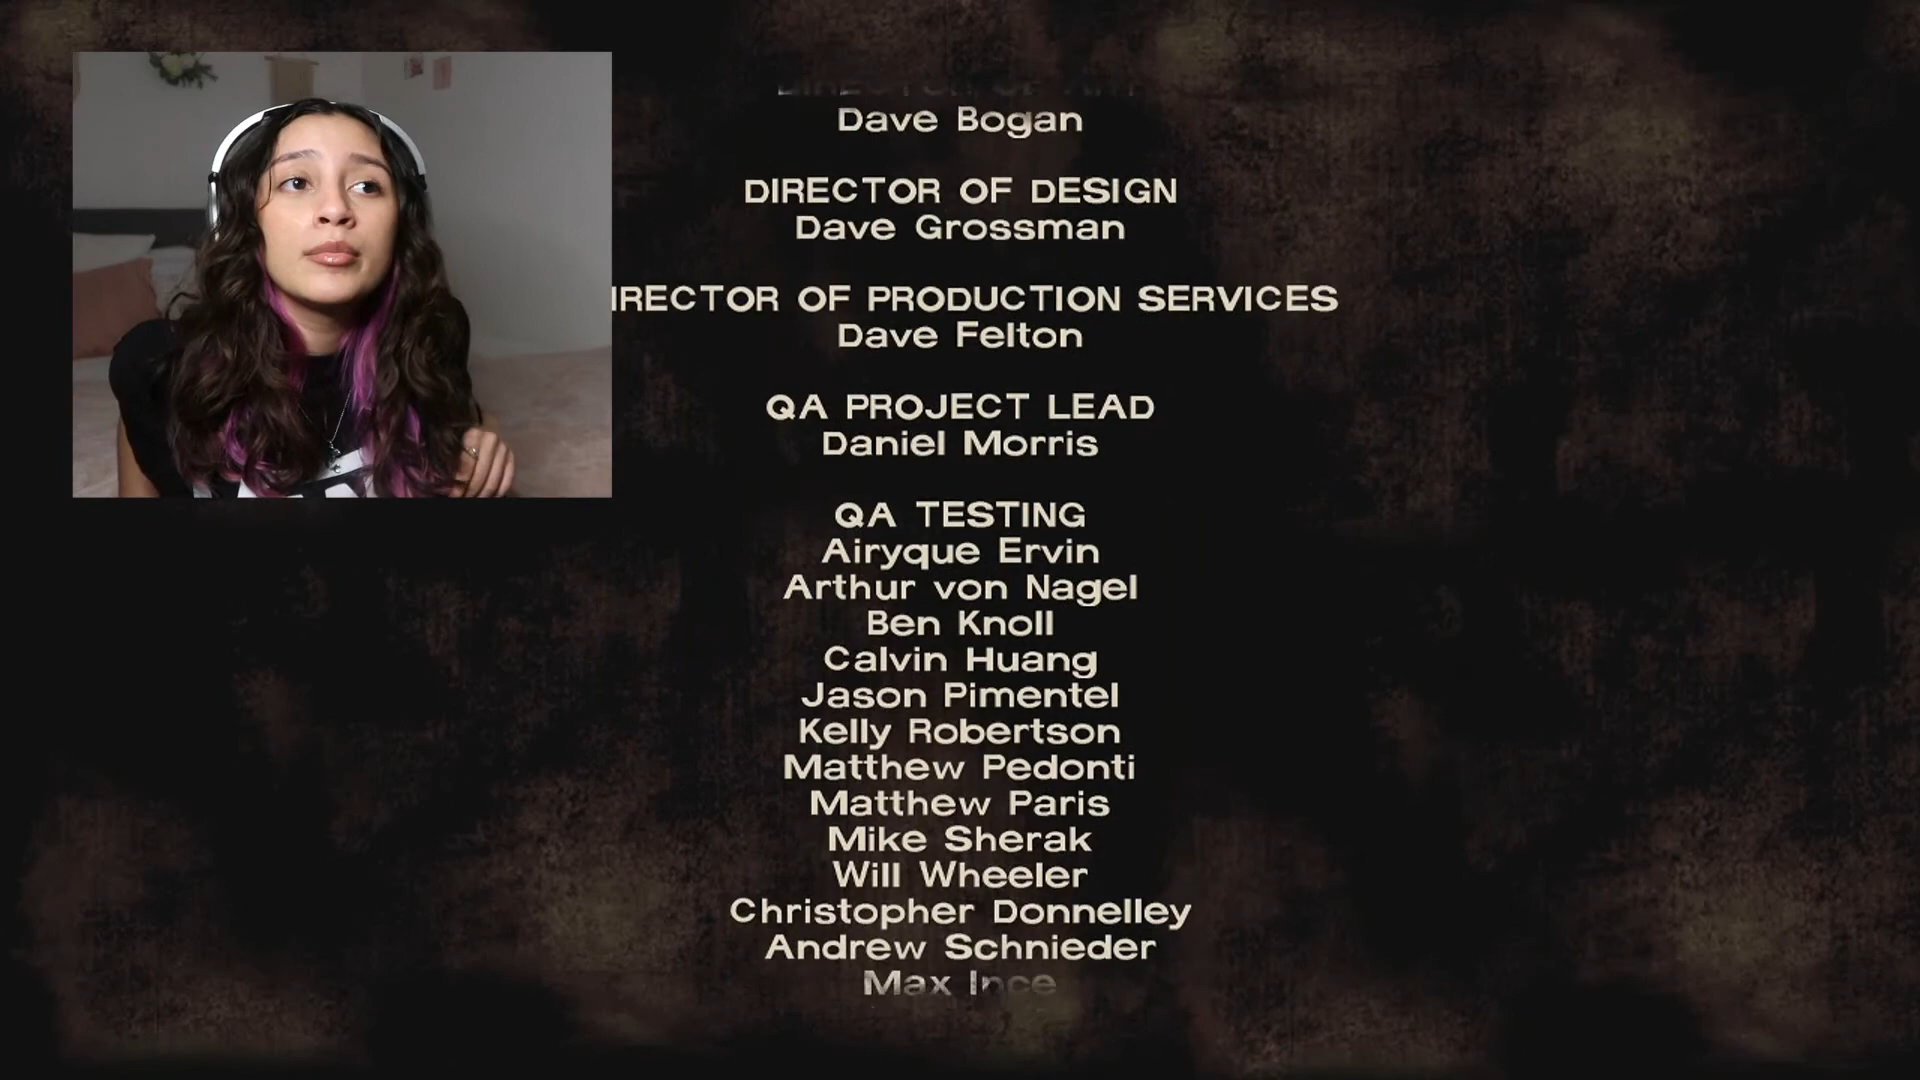 Dave Bogan
DIRECTOR OF DESIGN
Dave Grossman
IRECTOR OF PRODUCTION SERVICES
Dave Felton
QA PROJECT LEAD
Daniel Morris
QA TESTING
Airyque Ervin
Arthur von Nagel
Ben Knoll
Calvin Huang
Jason Pimentel
Kelly Robertson
Matthew Pedonti
Matthew Paris
Mike Sherak
Will Wheeler
Christopher Donnelley
Andrew Schnieder
Max Ince